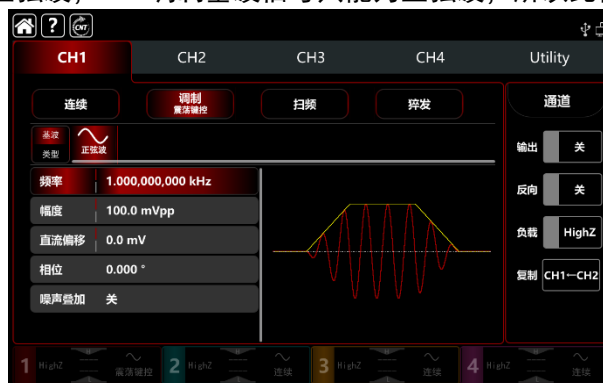 CNT
CH1 CH2 CH3 CH4 Utility
连续 调制 扫频 猝发 通道
震荡键控
基波
类型 正弦波
输出 关
频率 1.000,000,000 kHz
反向 关
幅度 100.0 mVpp
直流偏移 0.0 mV
负载 HighZ
相位 0.000 °
复制 CH1←CH2
噪声叠加 关
1 HighZ 震荡键控 2 HighZ 连续 3 HighZ 连续 4 HighZ 连续